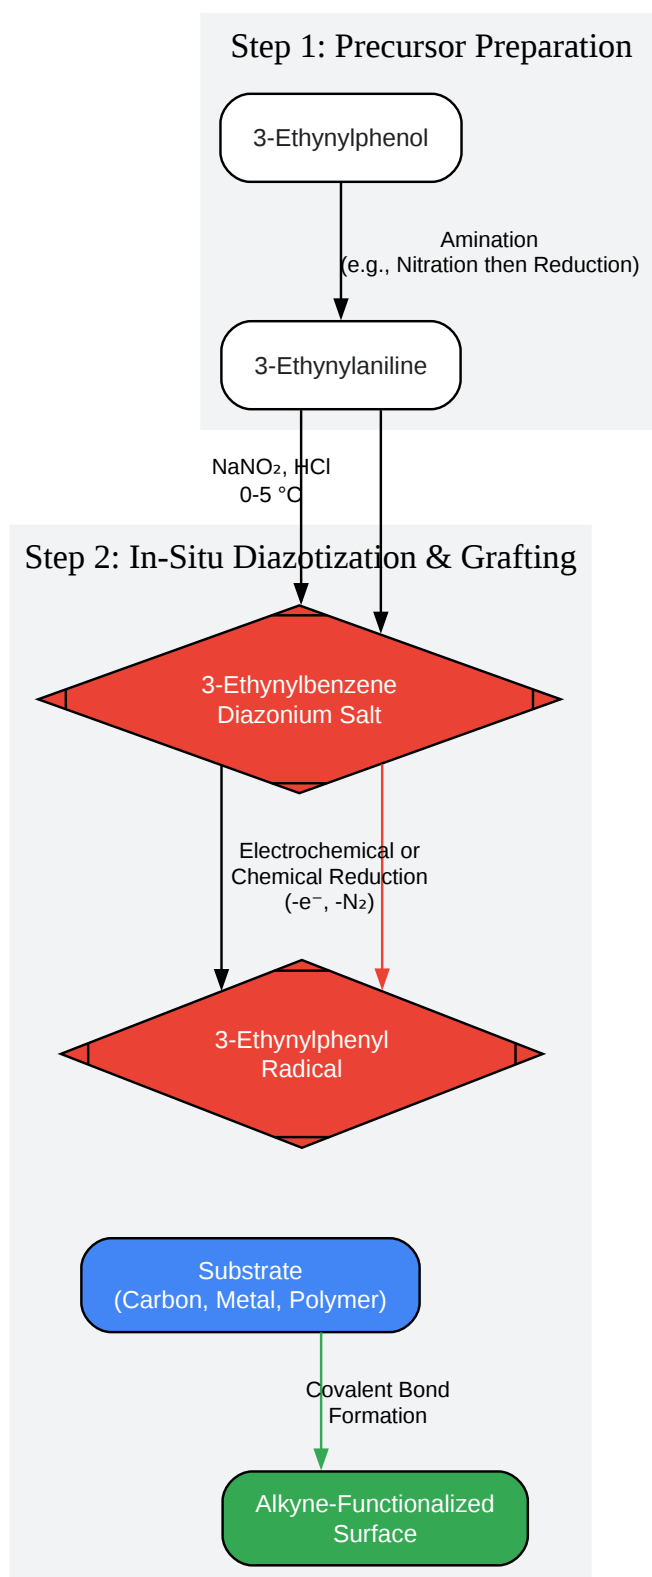 Step 1: Precursor Preparation
3-Ethynylphenol
Amination
(e.g., Nitration then Reduction)
3-Ethynylaniline
NaNO₂, HCl
0-5 °C
Step 2: In-Situ Diazotization & Grafting
3-Ethynylbenzene
Diazonium Salt
Electrochemical or
Chemical Reduction
(-e⁻, -N₂)
3-Ethynylphenyl
Radical
Substrate
(Carbon, Metal, Polymer)
Covalent Bond
Formation
Alkyne-Functionalized
Surface